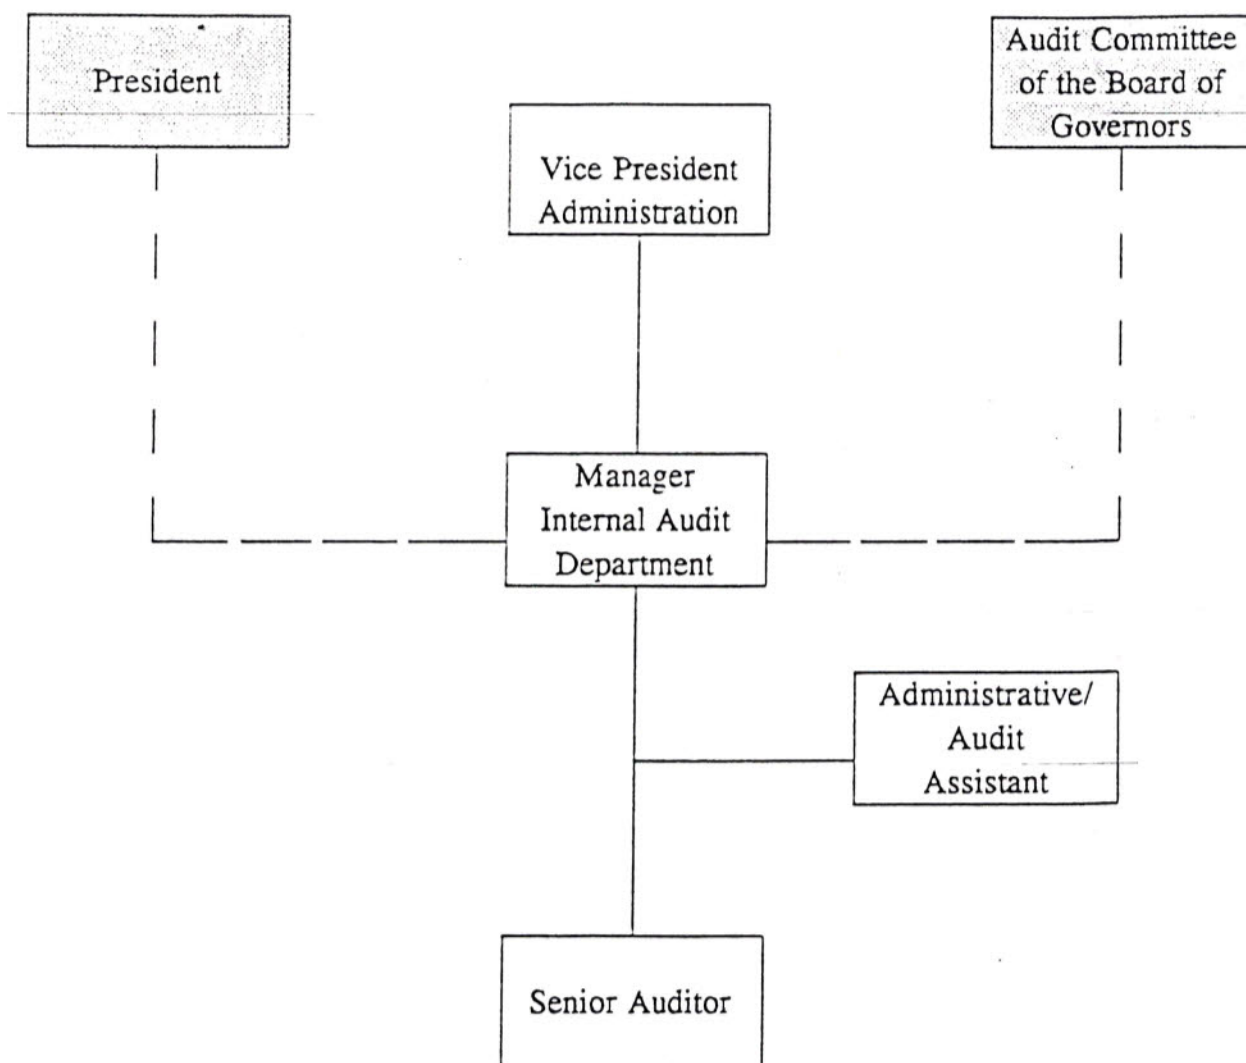 President
Audit Committee
of the Board of
Governors
Vice President
Administration
Manager
Internal Audit
Department
Administrative/
Audit
Assistant
Senior Auditor